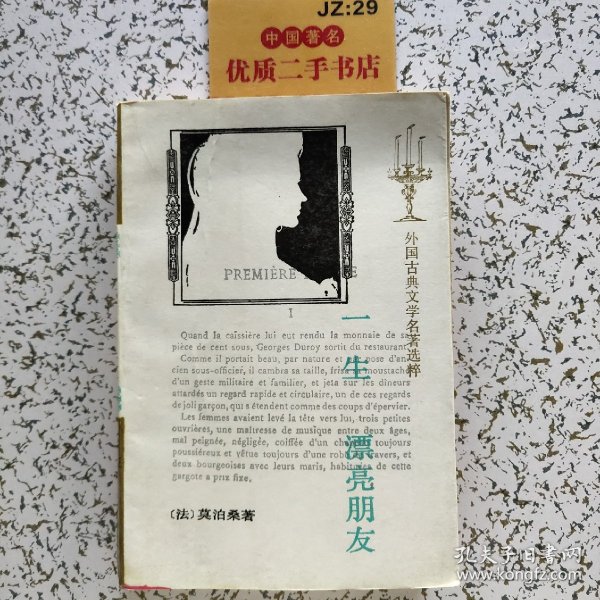 JZ:29
中国著名
优质二手书店
外国古典文学名著选粹
PREMIÈRE
I
Quand la caissière lui eut rendu la monnaie de sa
pièce de cent sous, Georges Duroy sortit du restaurant.
Comme il portait beau, par nature et pose d'an
cien sous-officier, il cambra sa taille, frisa moustache
d'un geste militaire et familier, et jeta sur les dîneurs
attardés un regard rapide et circulaire, un de ces regards
de joli garçon, qui s'étendent comme des coups d'épervier.
Les femmes avaient levé la tête vers lui, trois petites
ouvrières, une maîtresse de musique entre deux âges,
mal peignée, négligée, coiffée d'un toujours
poussiéreux et vêtue toujours d'une robe travers, et
deux bourgeoises avec leurs maris, habituées de cette
gargote a prix fixe.
一生 漂亮朋友
〔法〕莫泊桑著
孔夫子旧书网
www.kongfz.com